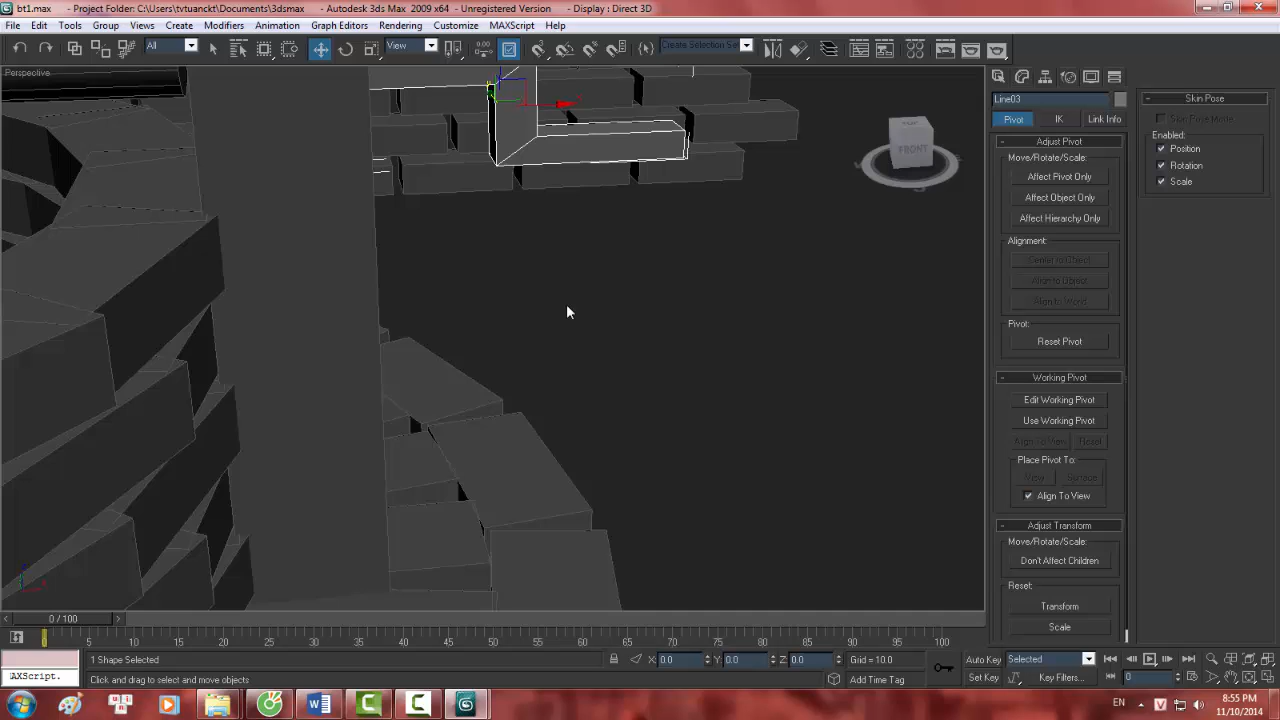 bt1.max - Project Folder: C:\Users\tvtuanckt\Documents\3dsmax - Autodesk 3ds Max 2009 x64 - Unregistered Version - Display : Direct 3D
File Edit Tools Group Views Create Modifiers Animation Graph Editors Rendering Customize MAXScript Help
All View Create Selection Se
Perspective
FRONT
Line03
Pivot IK Link Info
- Adjust Pivot
Move/Rotate/Scale:
Affect Pivot Only
Affect Object Only
Affect Hierarchy Only
Alignment:
Center to Object
Align to Object
Align to World
Pivot:
Reset Pivot
- Working Pivot
Edit Working Pivot
Use Working Pivot
Align To View Reset
Place Pivot To:
View Surface
Align To View
- Adjust Transform
Move/Rotate/Scale:
Don't Affect Children
Reset:
Transform
Scale
- Skin Pose
Skin Pose Mode
Enabled:
Position
Rotation
Scale
0 / 100
0 5 10 15 20 25 30 35 40 45 50 55 60 65 70 75 80 85 90 95 100
1 Shape Selected X: 0.0 Y: 0.0 Z: 0.0 Grid = 10.0 Auto Key Selected
AXScript. Click and drag to select and move objects Add Time Tag Set Key Key Filters... 0
EN 8:55 PM
11/10/2014